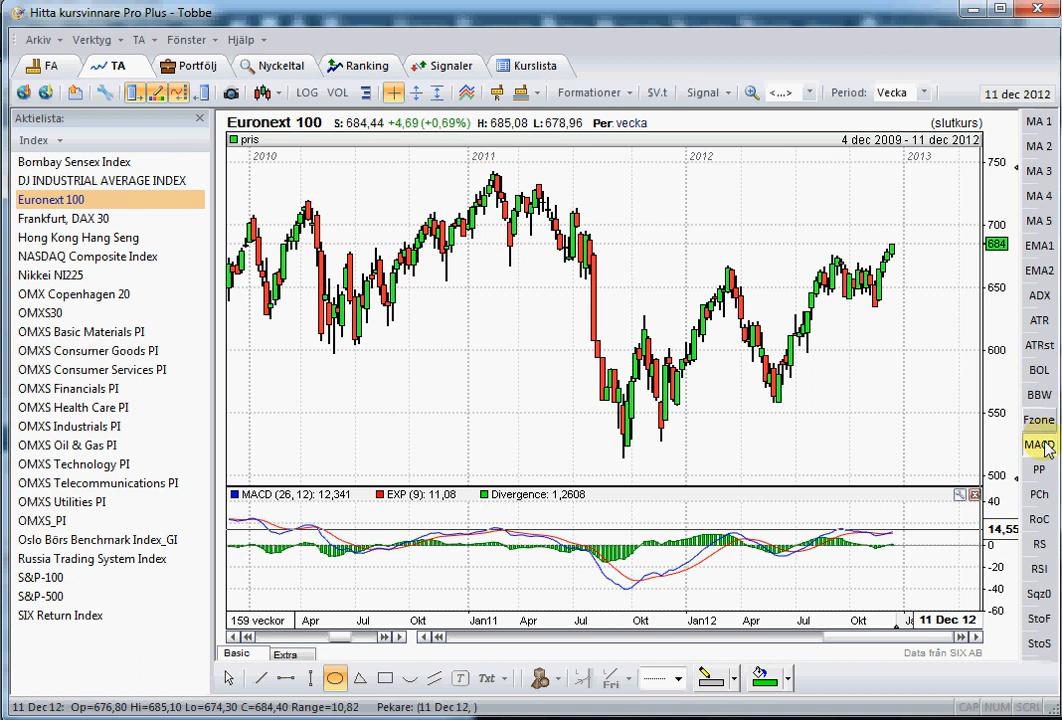 Hitta kursvinnare Pro Plus - Tobbe
Arkiv Verktyg TA Fönster Hjälp
FA TA Portfölj Nyckeltal Ranking Signaler Kurslista
LOG VOL Formationer SV.t Signal <...> Period: Vecka 11 dec 2012
Aktielista:
Index
Bombay Sensex Index
DJ INDUSTRIAL AVERAGE INDEX
Euronext 100
Frankfurt, DAX 30
Hong Kong Hang Seng
NASDAQ Composite Index
Nikkei NI225
OMX Copenhagen 20
OMXS30
OMXS Basic Materials PI
OMXS Consumer Goods PI
OMXS Consumer Services PI
OMXS Financials PI
OMXS Health Care PI
OMXS Industrials PI
OMXS Oil & Gas PI
OMXS Technology PI
OMXS Telecommunications PI
OMXS Utilities PI
OMXS_PI
Oslo Börs Benchmark Index_GI
Russia Trading System Index
S&P-100
S&P-500
SIX Return Index
Euronext 100 S: 684,44 +4,69 (+0,69%) H: 685,08 L: 678,96 Per: vecka (slutkurs)
pris 4 dec 2009 - 11 dec 2012
2010 2011 2012 2013
750
700
684
650
600
550
500
MACD (26, 12): 12,341 EXP (9): 11,08 Divergence: 1,2608
40
14,55
0
-20
-40
-60
159 veckor Apr Jul Jan11 Apr Jul Okt Jan12 Apr Jul Okt 11 Dec 12
Basic Extra Data från SIX AB
T Txt Fri
MA 1
MA 2
MA 3
MA 4
MA 5
EMA1
EMA2
ADX
ATR
ATRst
BOL
BBW
Fzone
MACD
PP
PCh
RoC
RS
RSI
Sqz0
StoF
StoS
11 Dec 12: Op=676,80 Hi=685,10 Lo=674,30 C=684,40 Range=10,82 Pekare: (11 Dec 12, ) CAP NUM SCRL